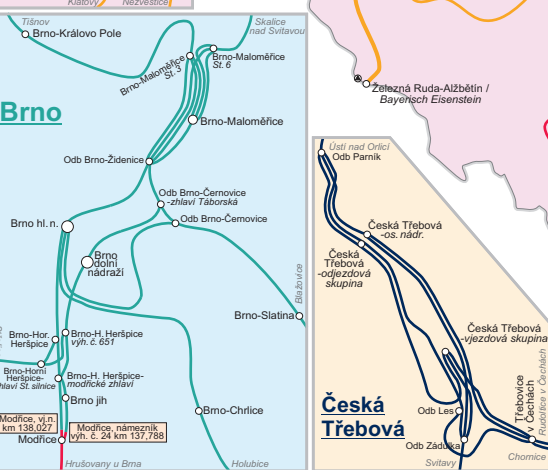 Klatovy
Nezvěstice
Tišnov
Brno-Královo Pole
Skalice
nad Svitavou
Brno-Maloměřice
St. 3
Brno-Maloměřice
St. 6
Brno
Brno-Maloměřice
Odb Brno-Židenice
Odb Brno-Černovice
-zhlaví Táborská
Odb Brno-Černovice
Brno hl. n.
Brno
dolní
nádraží
Blažovice
Brno-Slatina
Brno-Hor.
Heršpice
Brno-H. Heršpice
výh. č. 651
Brno-Horní
Heršpice-
zhlaví St. silnice
Brno-H. Heršpice-
modřické zhlaví
Brno jih
Brno-Chrlice
Modřice, vj.n.
km 138,027
Modřice, námezník
výh. č. 24 km 137,788
Modřice
Hrušovany u Brna
Holubice
Železná Ruda-Alžbětín /
Bayerisch Eisenstein
Ústí nad Orlicí
Odb Parník
Česká Třebová
-os. nádr.
Česká
Třebová
-odjezdová
skupina
Česká Třebová
-vjezdová skupina
Česká
Třebová
Odb Les
Odb Zádulka
Třebovice
v Čechách
Rudoltice v Čechách
Svitavy
Chornice